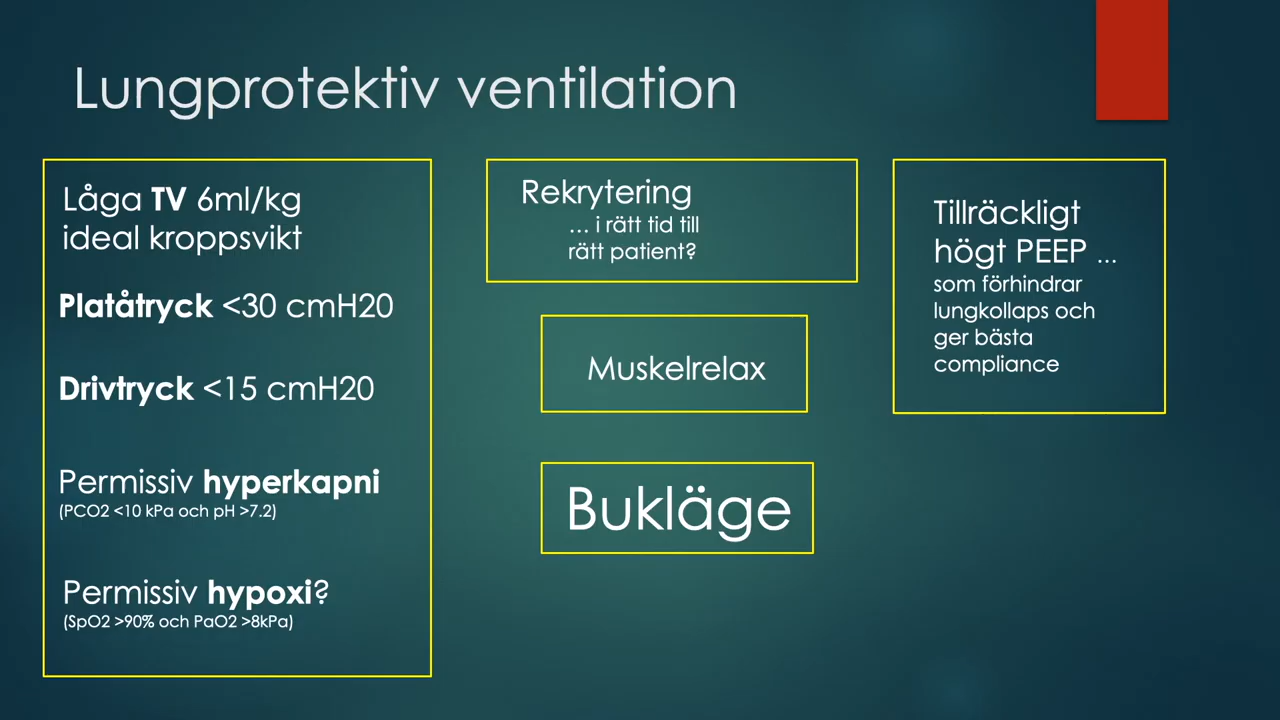 Lungprotektiv ventilation
Låga TV 6ml/kg
ideal kroppsvikt
Platåtryck <30 cmH20
Drivtryck <15 cmH20
Permissiv hyperkapni
(PCO2 <10 kPa och pH >7.2)
Permissiv hypoxi?
(SpO2 >90% och PaO2 >8kPa)
Rekrytering
... i rätt tid till
rätt patient?
Muskelrelax
Bukläge
Tillräckligt
högt PEEP ...
som förhindrar
lungkollaps och
ger bästa
compliance